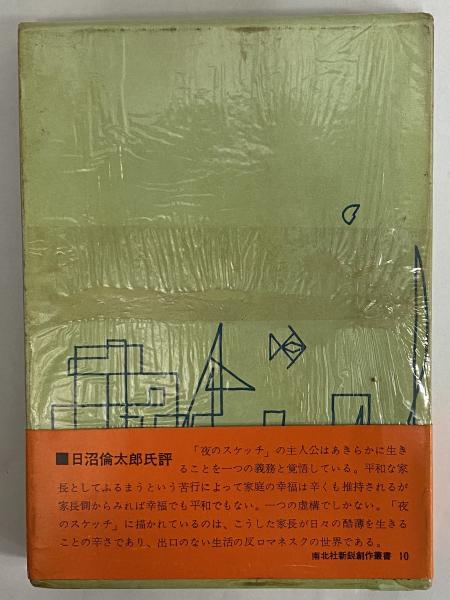 ■日沼倫太郎氏評
「夜のスケッチ」の主人公はあきらかに生き
ることを一つの義務と覚悟している。平和な家
長としてふるまうという苦行によって家庭の幸福は辛くも推持されるが
家長側からみれば幸福でも平和でもない。一つの虚構でしかない。「夜
のスケッチ」に描かれているのは、こうした家長が日々の酷薄を生きる
ことの辛さであり、出口のない生活の反ロマネスクの世界である。
南北社新鋭創作叢書 10